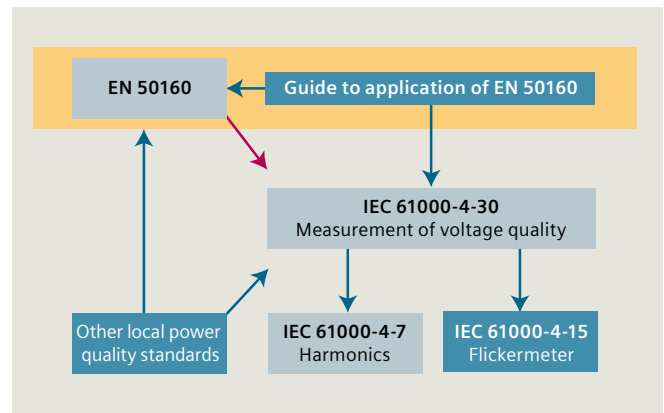 EN 50160
Guide to application of EN 50160
IEC 61000-4-30
Measurement of voltage quality
Other local power
quality standards
IEC 61000-4-7
Harmonics
IEC 61000-4-15
Flickermeter